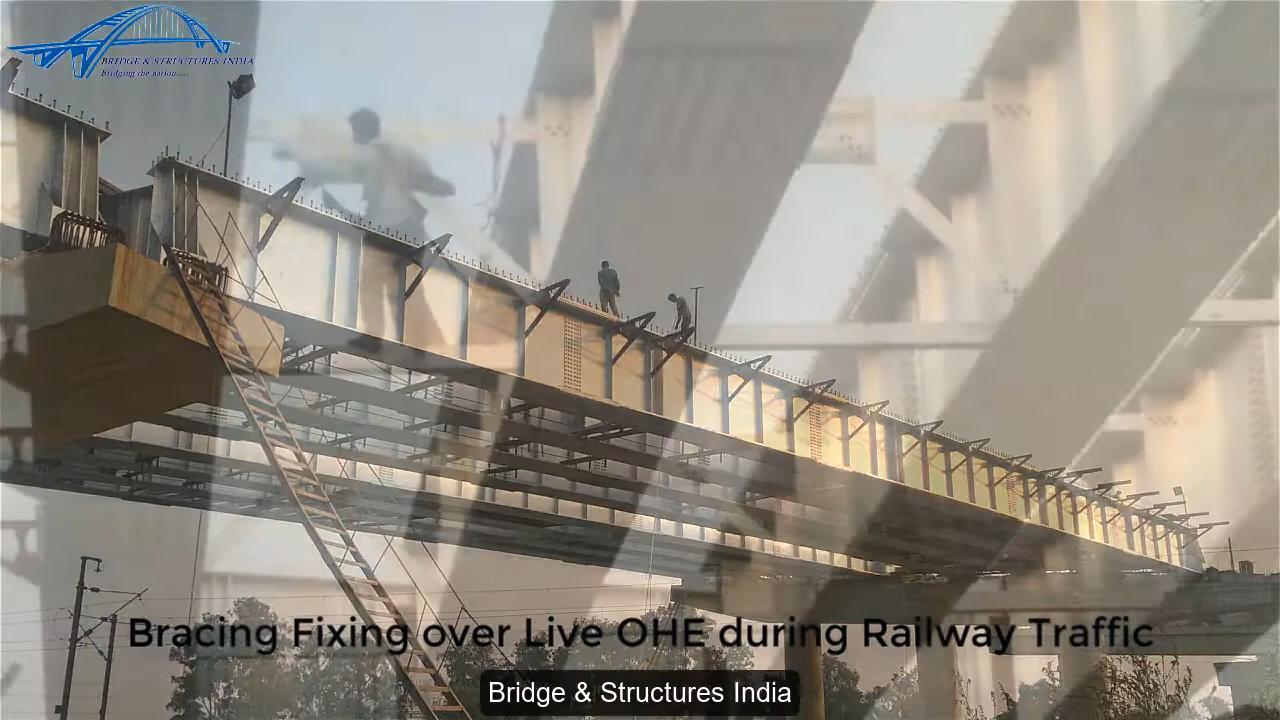 BRIDGE & STRUCTURES INDIA
bridging the nation.....
Bracing Fixing over Live OHE during Railway Traffic
Bridge & Structures India